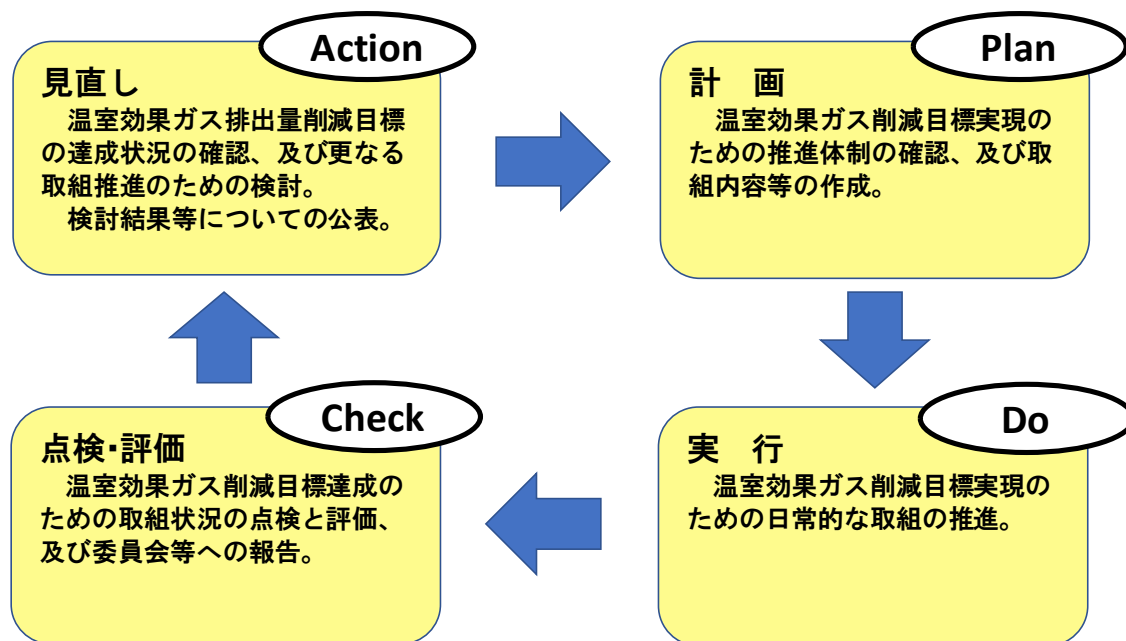 Action
見直し
　温室効果ガス排出量削減目標
の達成状況の確認、及び更なる
取組推進のための検討。
　検討結果等についての公表。
Plan
計　画
　温室効果ガス削減目標実現の
ための推進体制の確認、及び取
組内容等の作成。
Check
点検・評価
　温室効果ガス削減目標達成の
ための取組状況の点検と評価、
及び委員会等への報告。
Do
実　行
　温室効果ガス削減目標実現の
ための日常的な取組の推進。